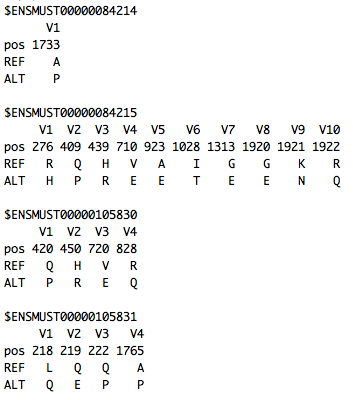 $ENSMUST00000084214
V1
pos 1733
REF A
ALT P
$ENSMUST00000084215
V1 V2 V3 V4 V5 V6 V7 V8 V9 V10
pos 276 409 439 710 923 1028 1313 1920 1921 1922
REF R Q H V A I G G K R
ALT H P R E E T E E N Q
$ENSMUST00000105830
V1 V2 V3 V4
pos 420 450 720 828
REF Q H V R
ALT P R E Q
$ENSMUST00000105831
V1 V2 V3 V4
pos 218 219 222 1765
REF L Q Q A
ALT Q E P P